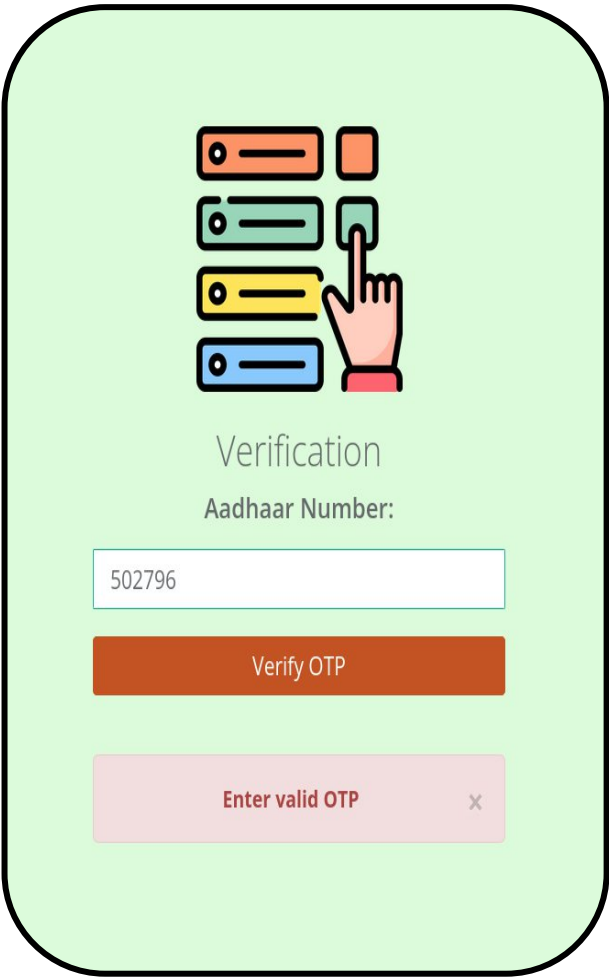 Verification
Aadhaar Number:
502796
Verify OTP
Enter valid OTP ×